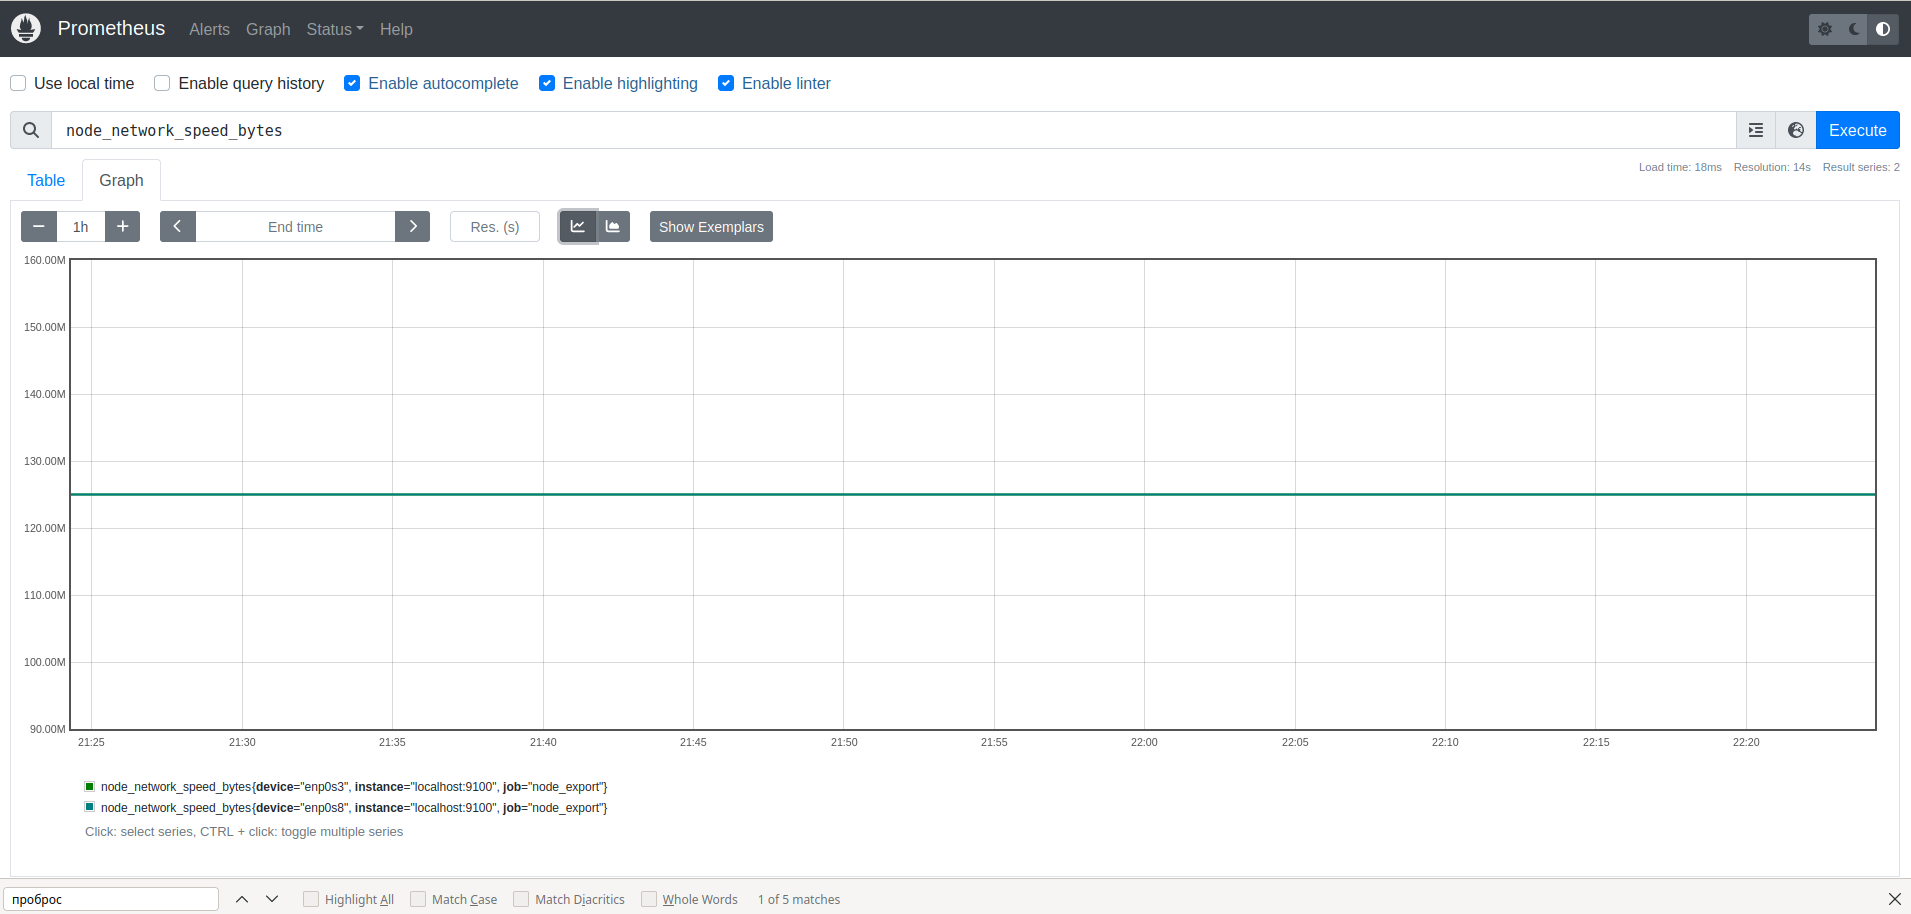 Prometheus Alerts Graph Status Help
Use local time Enable query history Enable autocomplete Enable highlighting Enable linter
node_network_speed_bytes Execute
Table Graph
Load time: 18ms Resolution: 14s Result series: 2
1h End time Res. (s) Show Exemplars
160.00M
150.00M
140.00M
130.00M
120.00M
110.00M
100.00M
90.00M
21:25 21:30 21:35 21:40 21:45 21:50 21:55 22:00 22:05 22:10 22:15 22:20
node_network_speed_bytes{device="enp0s3", instance="localhost:9100", job="node_export"}
node_network_speed_bytes{device="enp0s8", instance="localhost:9100", job="node_export"}
Click: select series, CTRL + click: toggle multiple series
проброс Highlight All Match Case Match Diacritics Whole Words 1 of 5 matches